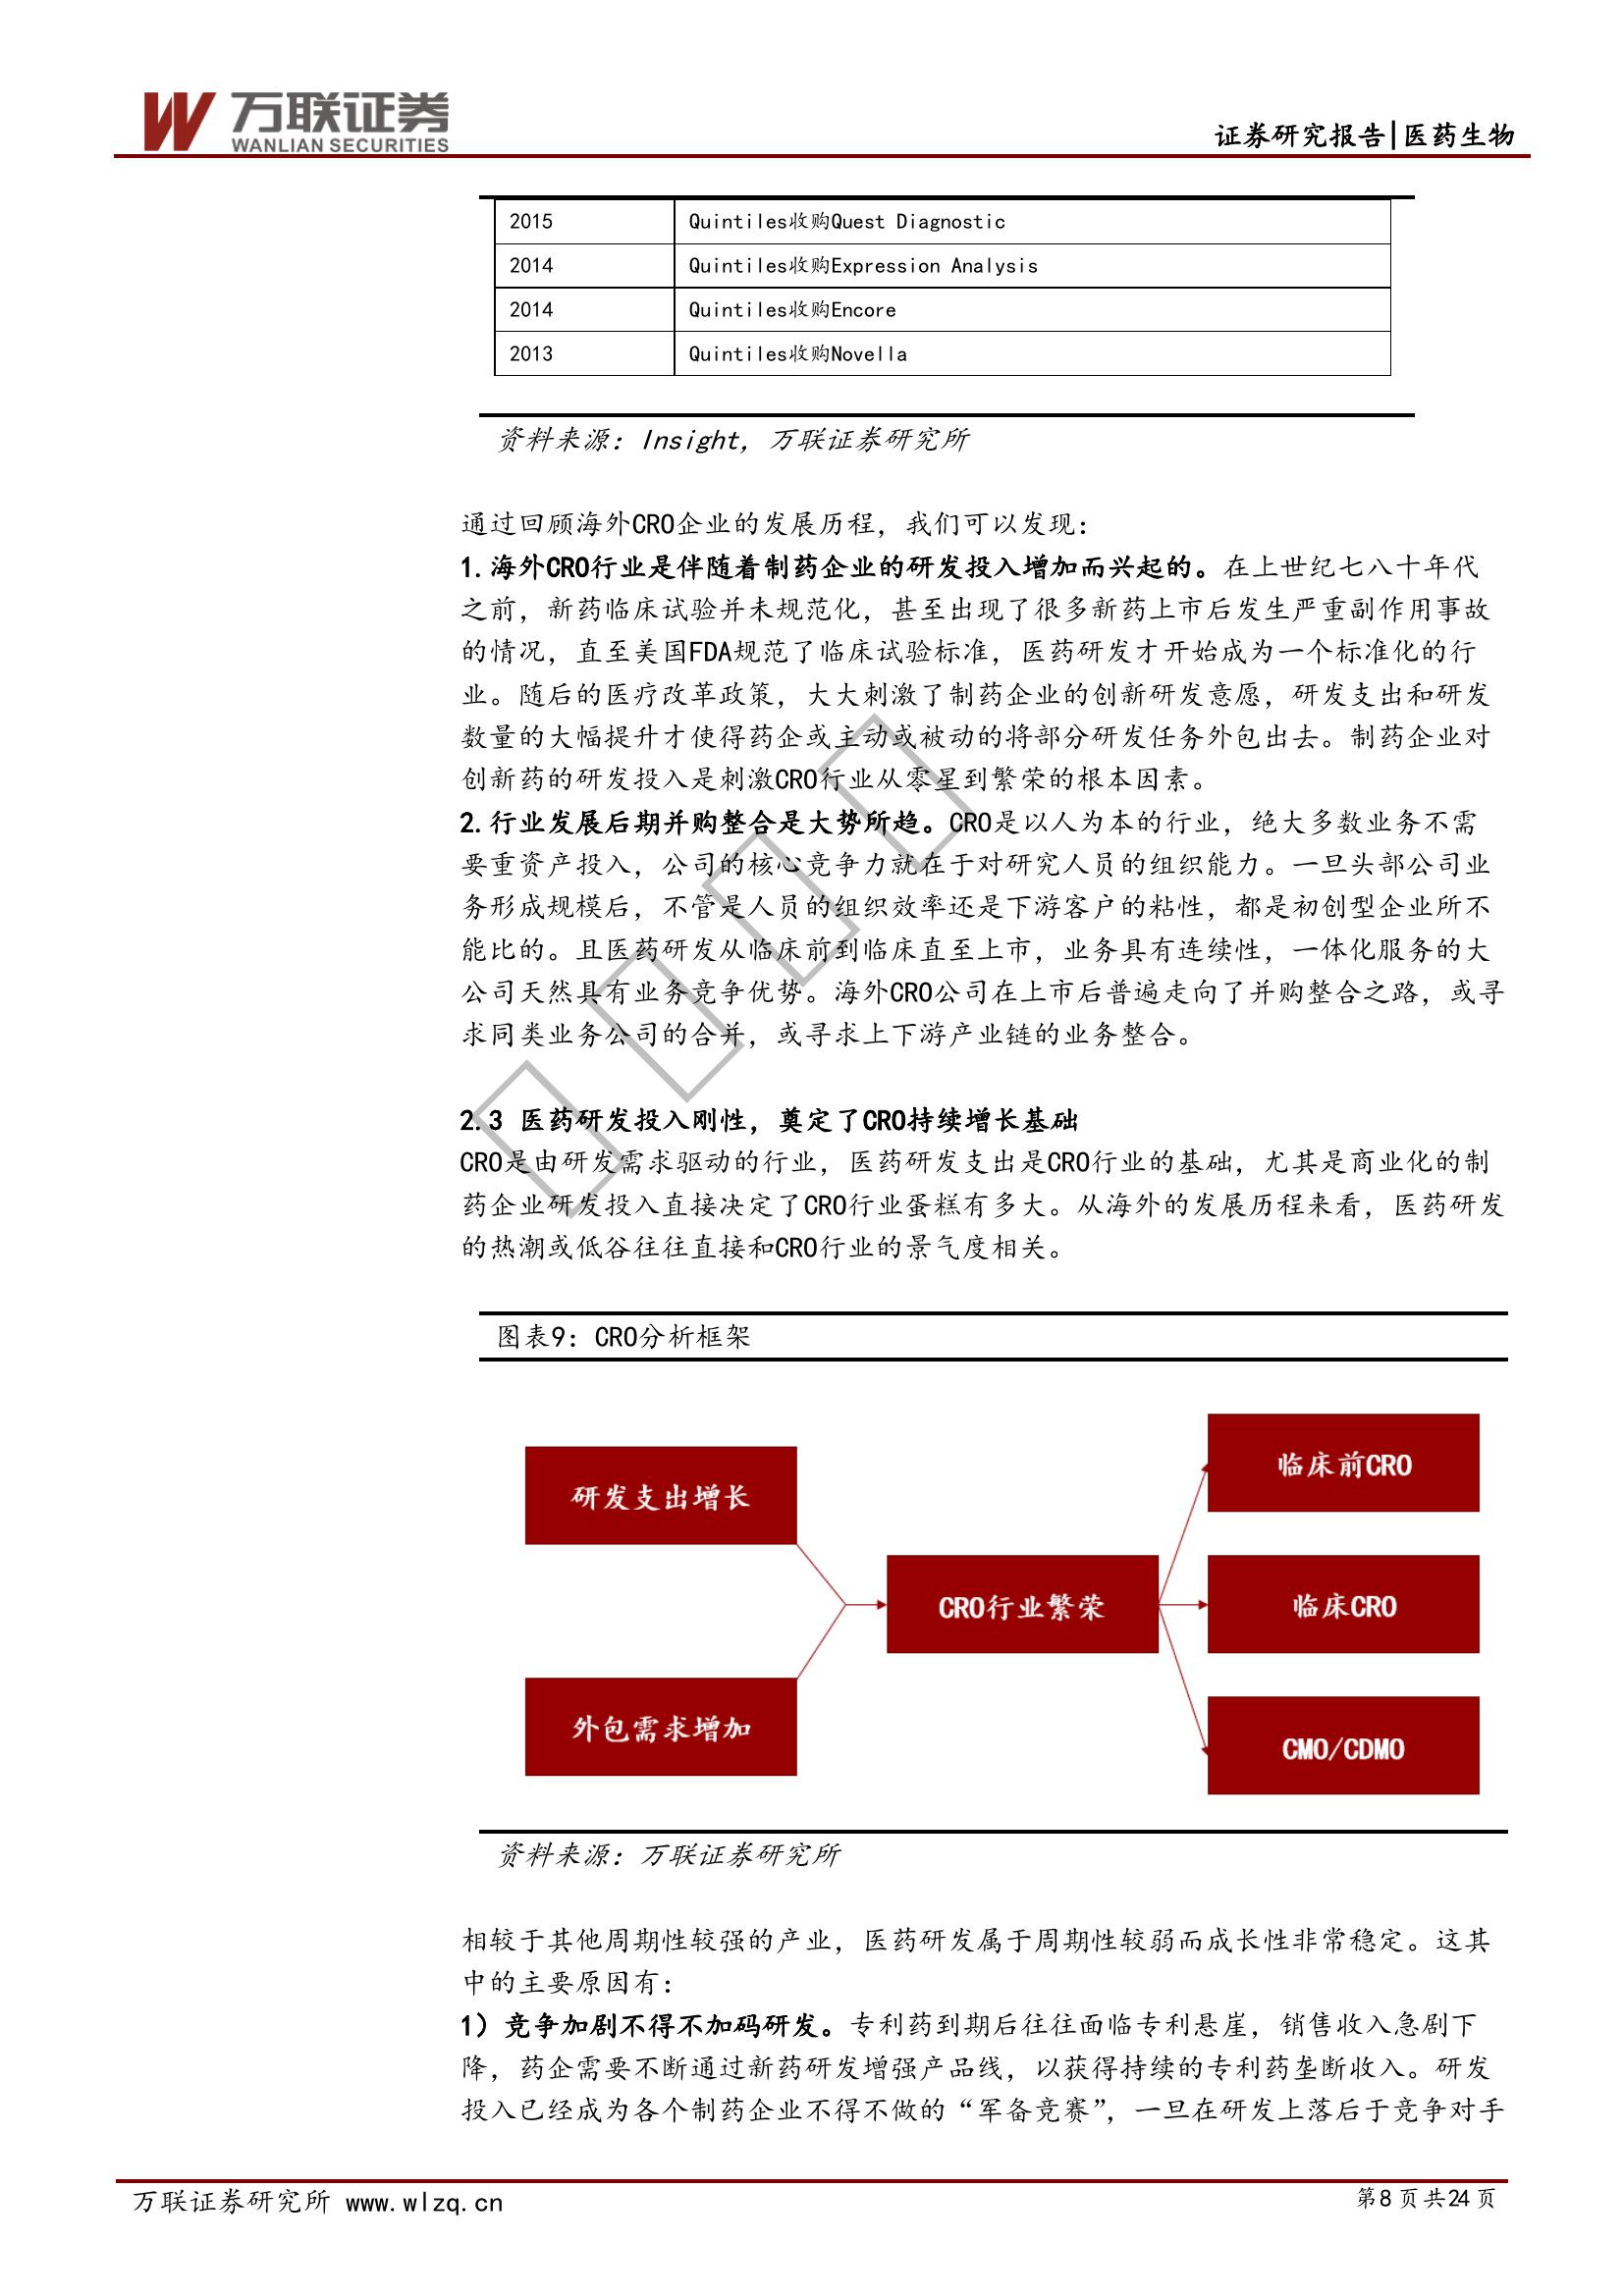 万联证券
WANLIAN SECURITIES
证券研究报告|医药生物
2015 Quintiles收购Quest Diagnostic
2014 Quintiles收购Expression Analysis
2014 Quintiles收购Encore
2013 Quintiles收购Novella
资料来源：Insight，万联证券研究所
通过回顾海外CRO企业的发展历程，我们可以发现：
1.海外CRO行业是伴随着制药企业的研发投入增加而兴起的。在上世纪七八十年代
之前，新药临床试验并未规范化，甚至出现了很多新药上市后发生严重副作用事故
的情况，直至美国FDA规范了临床试验标准，医药研发才开始成为一个标准化的行
业。随后的医疗改革政策，大大刺激了制药企业的创新研发意愿，研发支出和研发
数量的大幅提升才使得药企或主动或被动的将部分研发任务外包出去。制药企业对
创新药的研发投入是刺激CRO行业从零星到繁荣的根本因素。
2.行业发展后期并购整合是大势所趋。CRO是以人为本的行业，绝大多数业务不需
要重资产投入，公司的核心竞争力就在于对研究人员的组织能力。一旦头部公司业
务形成规模后，不管是人员的组织效率还是下游客户的粘性，都是初创型企业所不
能比的。且医药研发从临床前到临床直至上市，业务具有连续性，一体化服务的大
公司天然具有业务竞争优势。海外CRO公司在上市后普遍走向了并购整合之路，或寻
求同类业务公司的合并，或寻求上下游产业链的业务整合。
2.3 医药研发投入刚性，奠定了CRO持续增长基础
CRO是由研发需求驱动的行业，医药研发支出是CRO行业的基础，尤其是商业化的制
药企业研发投入直接决定了CRO行业蛋糕有多大。从海外的发展历程来看，医药研发
的热潮或低谷往往直接和CRO行业的景气度相关。
图表9：CRO分析框架
研发支出增长
外包需求增加
CRO行业繁荣
临床前CRO
临床CRO
CMO/CDMO
资料来源：万联证券研究所
相较于其他周期性较强的产业，医药研发属于周期性较弱而成长性非常稳定。这其
中的主要原因有：
1）竞争加剧不得不加码研发。专利药到期后往往面临专利悬崖，销售收入急剧下
降，药企需要不断通过新药研发增强产品线，以获得持续的专利药垄断收入。研发
投入已经成为各个制药企业不得不做的“军备竞赛”，一旦在研发上落后于竞争对手
万联证券研究所 www.wlzq.cn
第8页共24页